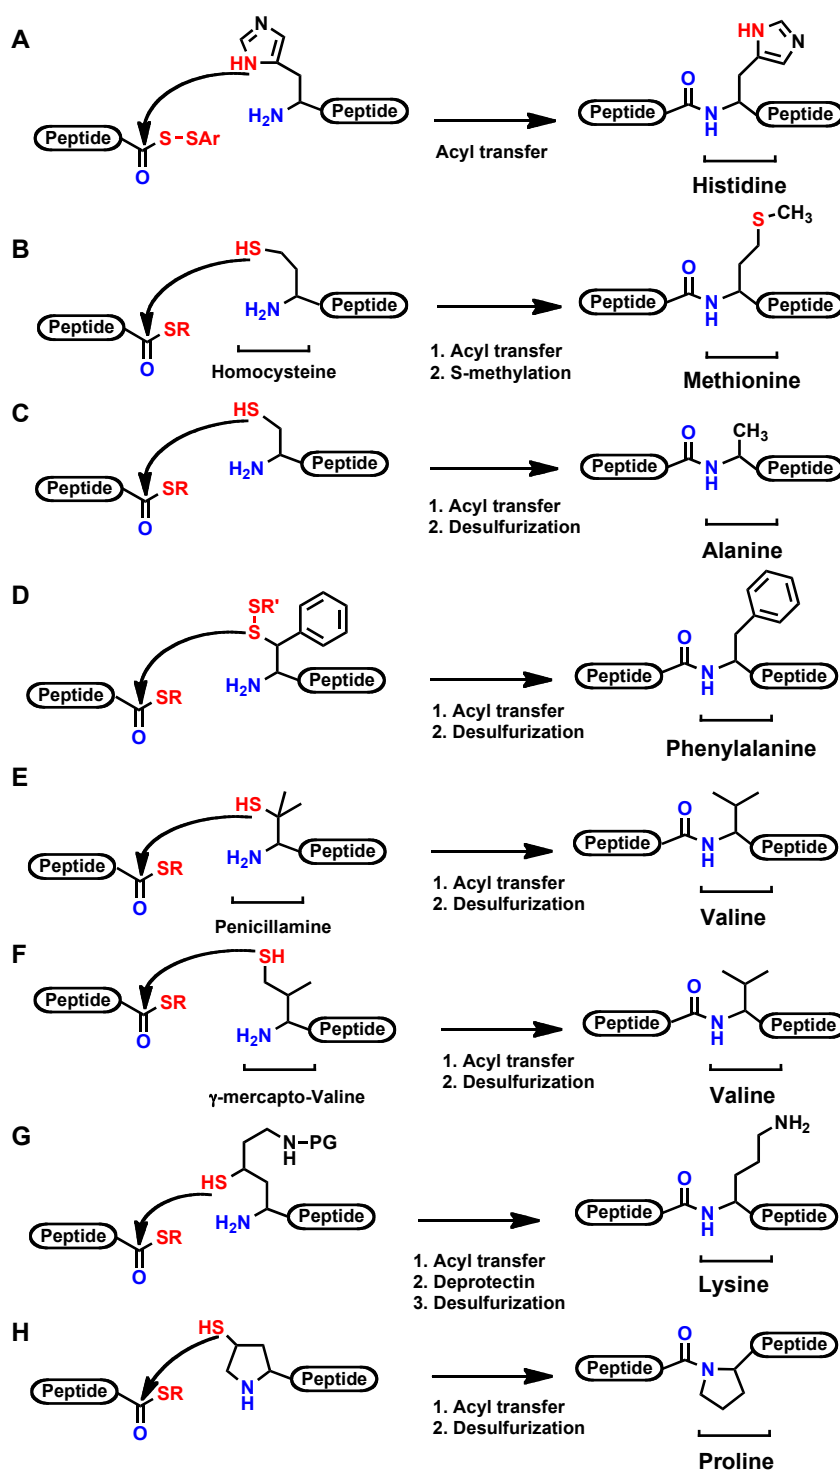 A
N
HN
H2N
Peptide
Peptide
S-SAr
O
Acyl transfer
HN
N
O
Peptide
N
H
Peptide
Histidine
B
HS
H2N
Peptide
Peptide
SR
O
Homocysteine
1. Acyl transfer
2. S-methylation
S-CH3
O
Peptide
N
H
Peptide
Methionine
C
HS
H2N
Peptide
Peptide
SR
O
1. Acyl transfer
2. Desulfurization
CH3
O
Peptide
N
H
Peptide
Alanine
D
SR'
S
H2N
Peptide
Peptide
SR
O
1. Acyl transfer
2. Desulfurization
O
Peptide
N
H
Peptide
Phenylalanine
E
HS
H2N
Peptide
Peptide
SR
O
Penicillamine
1. Acyl transfer
2. Desulfurization
O
Peptide
N
H
Peptide
Valine
F
SH
Peptide
SR
O
H2N
Peptide
γ-mercapto-Valine
1. Acyl transfer
2. Desulfurization
O
Peptide
N
H
Peptide
Valine
G
N-PG
H
HS
H2N
Peptide
Peptide
SR
O
1. Acyl transfer
2. Deprotectin
3. Desulfurization
NH2
O
Peptide
N
H
Peptide
Lysine
H
HS
N
H
Peptide
Peptide
SR
O
1. Acyl transfer
2. Desulfurization
O
Peptide
N
Peptide
Proline